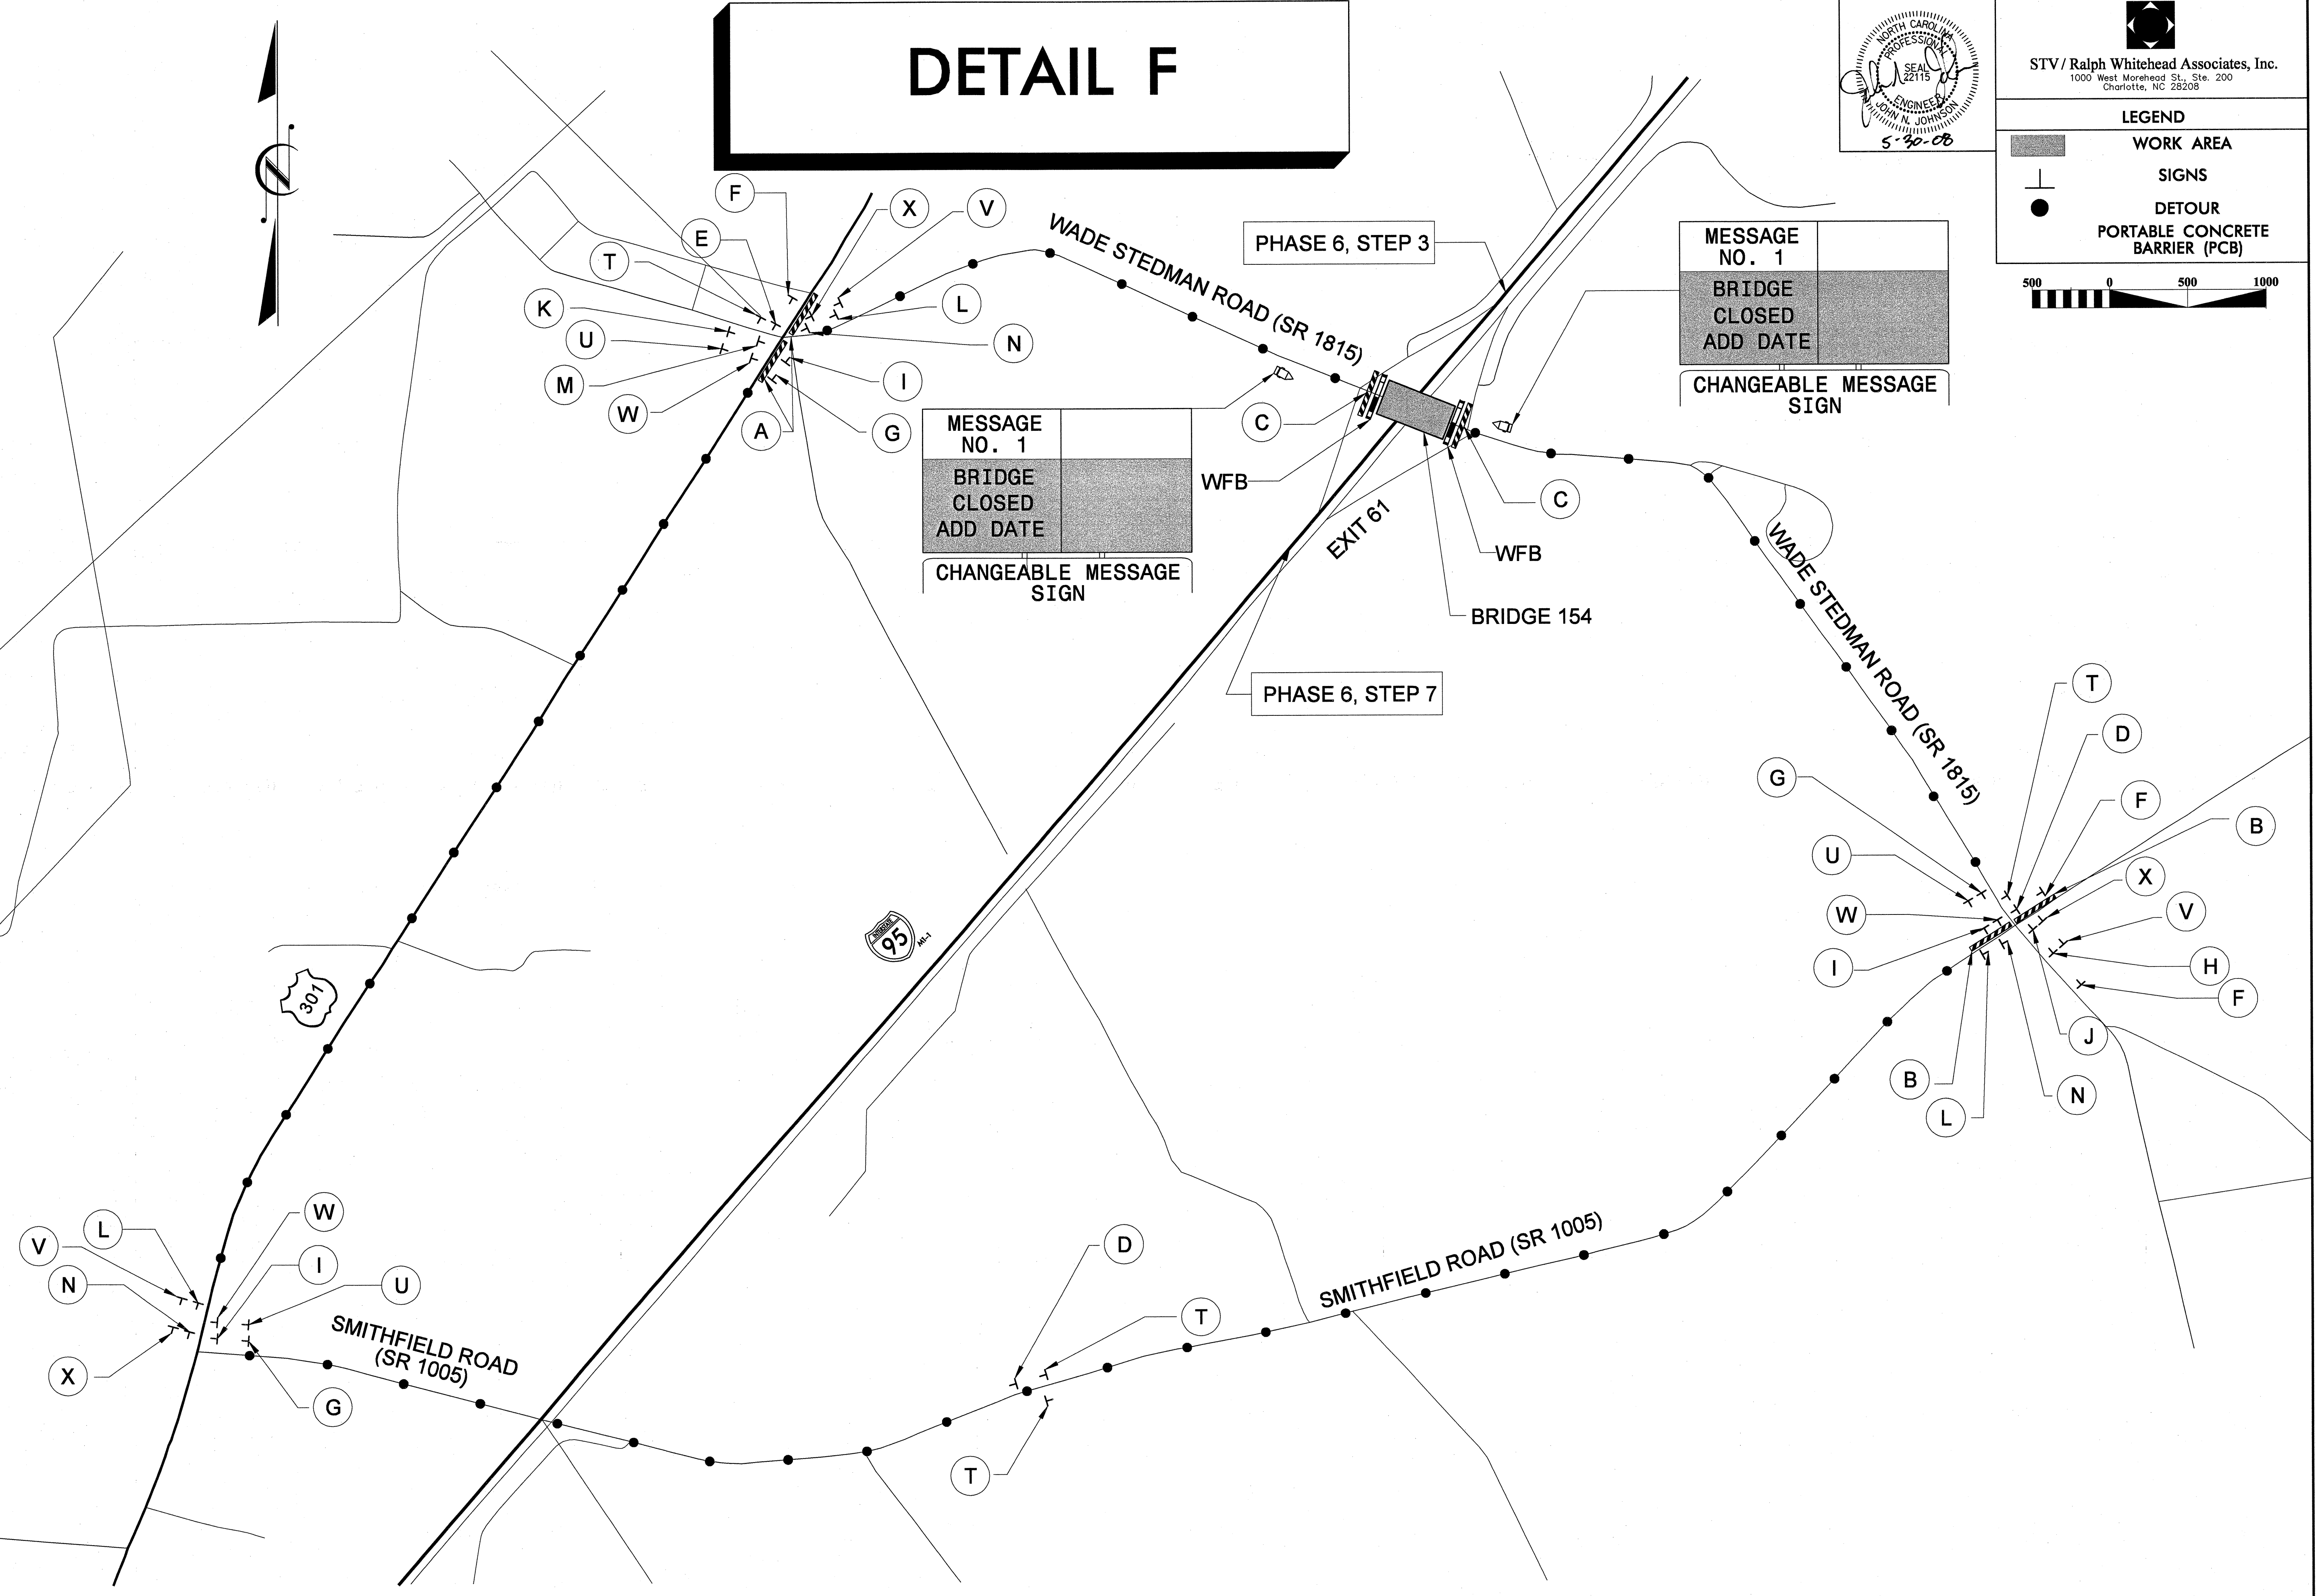 DETAIL F
NORTH CAROLINA
PROFESSIONAL
SEAL
22115
ENGINEER
JOHN N. JOHNSON
5-30-08
STV / Ralph Whitehead Associates, Inc.
1000 West Morehead St., Ste. 200
Charlotte, NC 28208
LEGEND
WORK AREA
SIGNS
DETOUR
PORTABLE CONCRETE
BARRIER (PCB)
500 0 500 1000
N
F
X
V
E
T
K
L
U
N
M
I
W
A
G
WADE STEDMAN ROAD (SR 1815)
PHASE 6, STEP 3
MESSAGE
NO. 1
BRIDGE
CLOSED
ADD DATE
CHANGEABLE MESSAGE
SIGN
MESSAGE
NO. 1
BRIDGE
CLOSED
ADD DATE
CHANGEABLE MESSAGE
SIGN
C
WFB
C
EXIT 61
WFB
BRIDGE 154
PHASE 6, STEP 7
WADE STEDMAN ROAD (SR 1815)
T
D
G
F
B
U
X
W
V
I
H
F
J
B
N
L
INTERSTATE
95
M1-1
301
W
L
V
I
N
U
X
G
SMITHFIELD ROAD
(SR 1005)
D
T
T
SMITHFIELD ROAD (SR 1005)